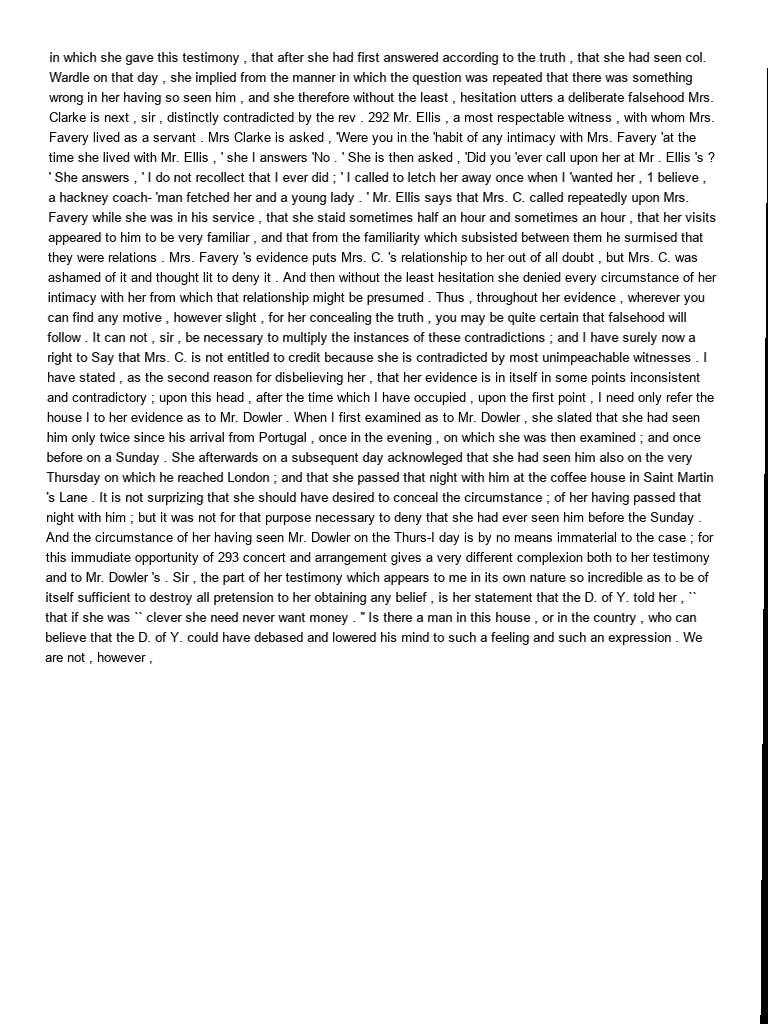 in which she gave this testimony , that after she had first answered according to the truth , that she had seen col.
Wardle on that day , she implied from the manner in which the question was repeated that there was something
wrong in her having so seen him , and she therefore without the least , hesitation utters a deliberate falsehood Mrs.
Clarke is next , sir , distinctly contradicted by the rev . 292 Mr. Ellis , a most respectable witness , with whom Mrs.
Favery lived as a servant . Mrs Clarke is asked , 'Were you in the 'habit of any intimacy with Mrs. Favery 'at the
time she lived with Mr. Ellis , ' she I answers 'No . ' She is then asked , 'Did you 'ever call upon her at Mr . Ellis 's ?
' She answers , ' I do not recollect that I ever did ; ' I called to letch her away once when I 'wanted her , 1 believe ,
a hackney coach- 'man fetched her and a young lady . ' Mr. Ellis says that Mrs. C. called repeatedly upon Mrs.
Favery while she was in his service , that she staid sometimes half an hour and sometimes an hour , that her visits
appeared to him to be very familiar , and that from the familiarity which subsisted between them he surmised that
they were relations . Mrs. Favery 's evidence puts Mrs. C. 's relationship to her out of all doubt , but Mrs. C. was
ashamed of it and thought lit to deny it . And then without the least hesitation she denied every circumstance of her
intimacy with her from which that relationship might be presumed . Thus , throughout her evidence , wherever you
can find any motive , however slight , for her concealing the truth , you may be quite certain that falsehood will
follow . It can not , sir , be necessary to multiply the instances of these contradictions ; and I have surely now a
right to Say that Mrs. C. is not entitled to credit because she is contradicted by most unimpeachable witnesses . I
have stated , as the second reason for disbelieving her , that her evidence is in itself in some points inconsistent
and contradictory ; upon this head , after the time which I have occupied , upon the first point , I need only refer the
house I to her evidence as to Mr. Dowler . When I first examined as to Mr. Dowler , she slated that she had seen
him only twice since his arrival from Portugal , once in the evening , on which she was then examined ; and once
before on a Sunday . She afterwards on a subsequent day acknowleged that she had seen him also on the very
Thursday on which he reached London ; and that she passed that night with him at the coffee house in Saint Martin
's Lane . It is not surprizing that she should have desired to conceal the circumstance ; of her having passed that
night with him ; but it was not for that purpose necessary to deny that she had ever seen him before the Sunday .
And the circumstance of her having seen Mr. Dowler on the Thurs-I day is by no means immaterial to the case ; for
this immudiate opportunity of 293 concert and arrangement gives a very different complexion both to her testimony
and to Mr. Dowler 's . Sir , the part of her testimony which appears to me in its own nature so incredible as to be of
itself sufficient to destroy all pretension to her obtaining any belief , is her statement that the D. of Y. told her , ``
that if she was `` clever she need never want money . '' Is there a man in this house , or in the country , who can
believe that the D. of Y. could have debased and lowered his mind to such a feeling and such an expression . We
are not , however ,